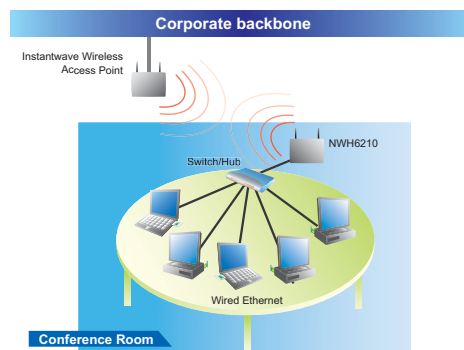 Corporate backbone
Instantwave Wireless
Access Point
NWH6210
Switch/Hub
Wired Ethernet
Conference Room